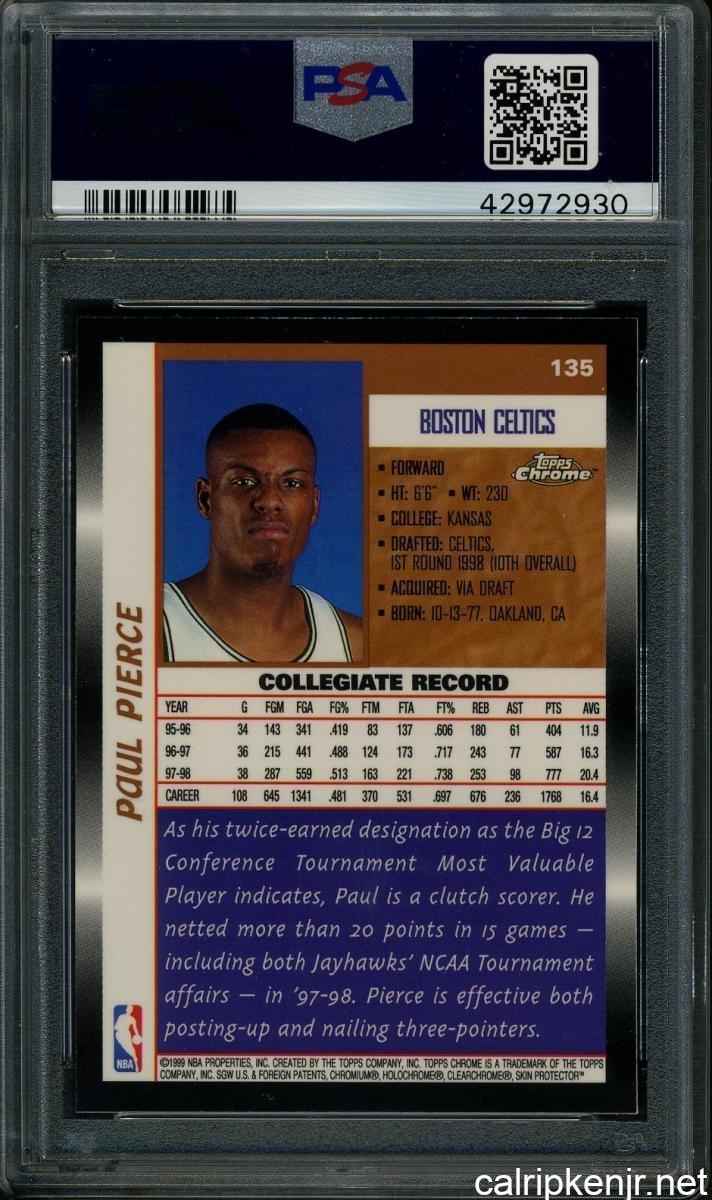 PSA
42972930
135
BOSTON CELTICS
Topps Chrome™
▪ FORWARD
▪ HT: 6'6" ▪ WT: 230
▪ COLLEGE: KANSAS
▪ DRAFTED: CELTICS,
1ST ROUND 1998 (10TH OVERALL)
▪ ACQUIRED: VIA DRAFT
▪ BORN: 10-13-77, OAKLAND, CA
PAUL PIERCE
COLLEGIATE RECORD
YEAR G FGM FGA FG% FTM FTA FT% REB AST PTS AVG
95-96 34 143 341 .419 83 137 .606 180 61 404 11.9
96-97 36 215 441 .488 124 173 .717 243 77 587 16.3
97-98 38 287 559 .513 163 221 .738 253 98 777 20.4
CAREER 108 645 1341 .481 370 531 .697 676 236 1768 16.4
As his twice-earned designation as the Big 12
Conference Tournament Most Valuable
Player indicates, Paul is a clutch scorer. He
netted more than 20 points in 15 games —
including both Jayhawks' NCAA Tournament
affairs — in '97-98. Pierce is effective both
posting-up and nailing three-pointers.
NBA
©1999 NBA PROPERTIES, INC. CREATED BY THE TOPPS COMPANY, INC. TOPPS CHROME IS A TRADEMARK OF THE TOPPS
COMPANY, INC. SGW U.S. & FOREIGN PATENTS, CHROMIUM®, HOLOCHROME®, CLEARCHROME®, SKIN PROTECTOR™
calripkenjr.net